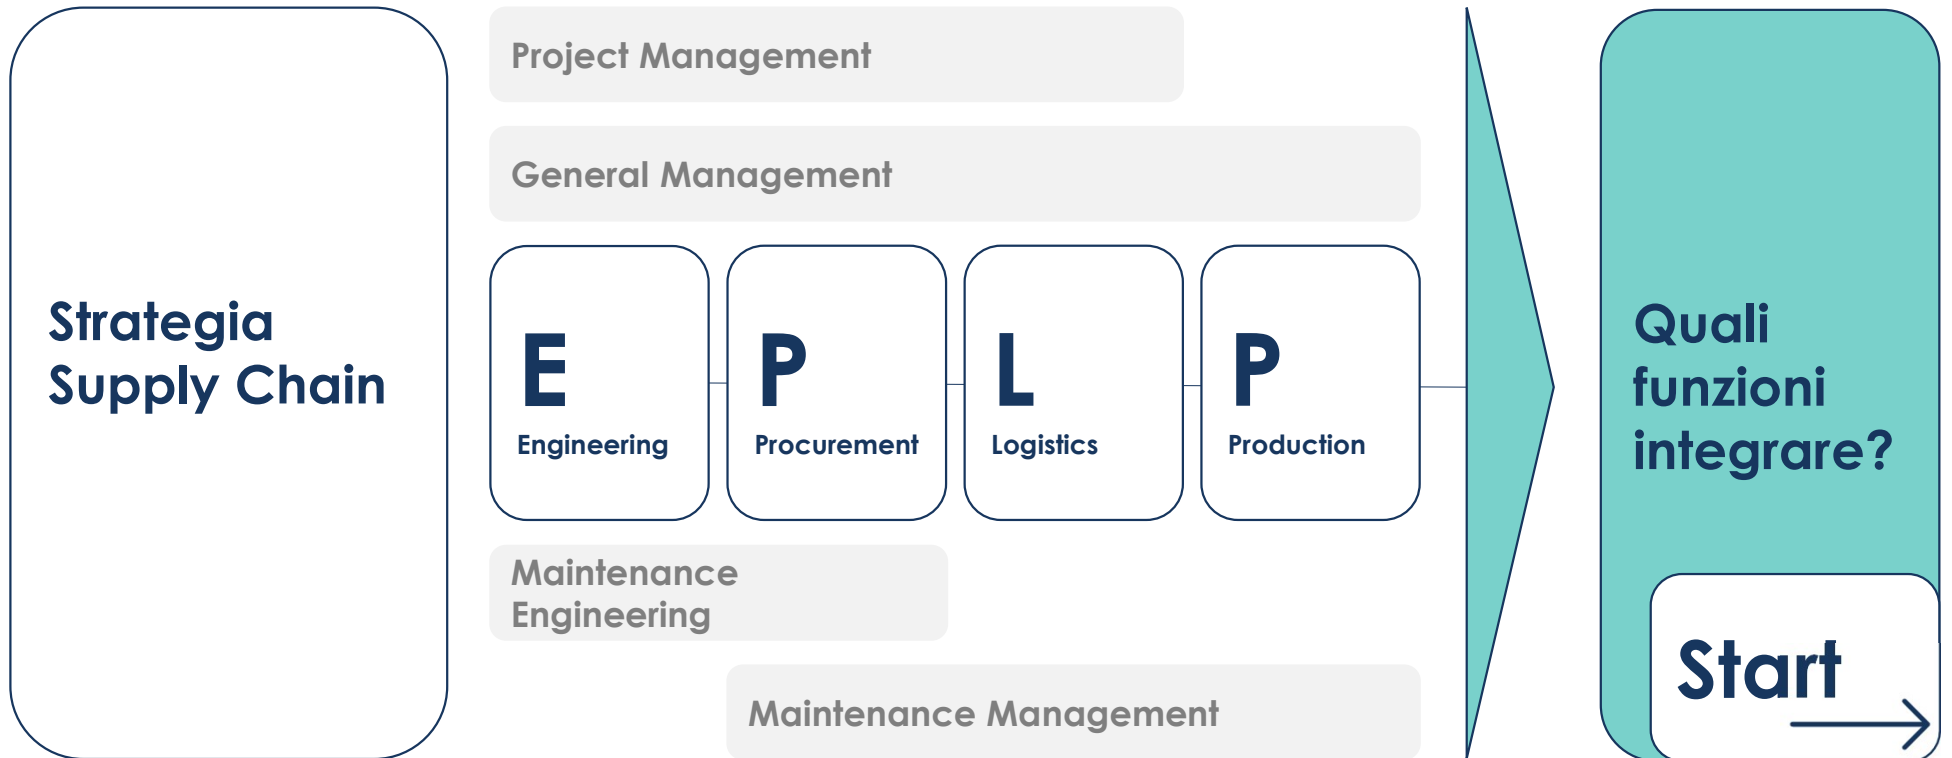 Strategia
Supply Chain
Project Management
General Management
E
Engineering
P
Procurement
L
Logistics
P
Production
Maintenance
Engineering
Maintenance Management
Quali
funzioni
integrare?
Start